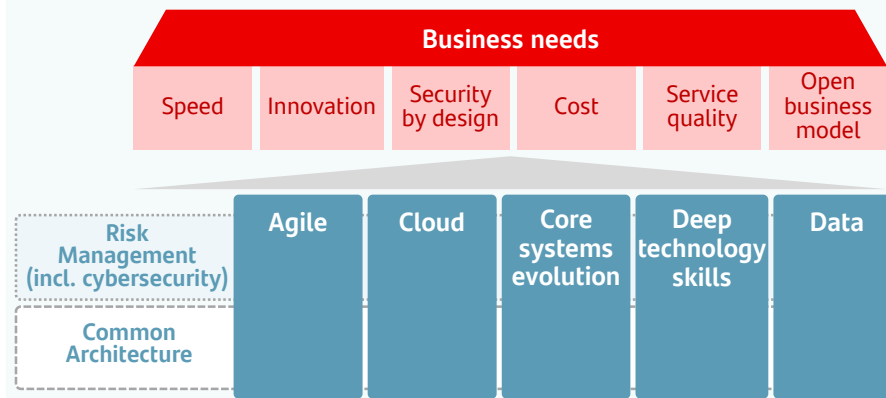 Business needs
Speed
Innovation
Security
by design
Cost
Service
quality
Open
business
model
Risk
Management
(incl. cybersecurity)
Common
Architecture
Agile
Cloud
Core
systems
evolution
Deep
technology
skills
Data